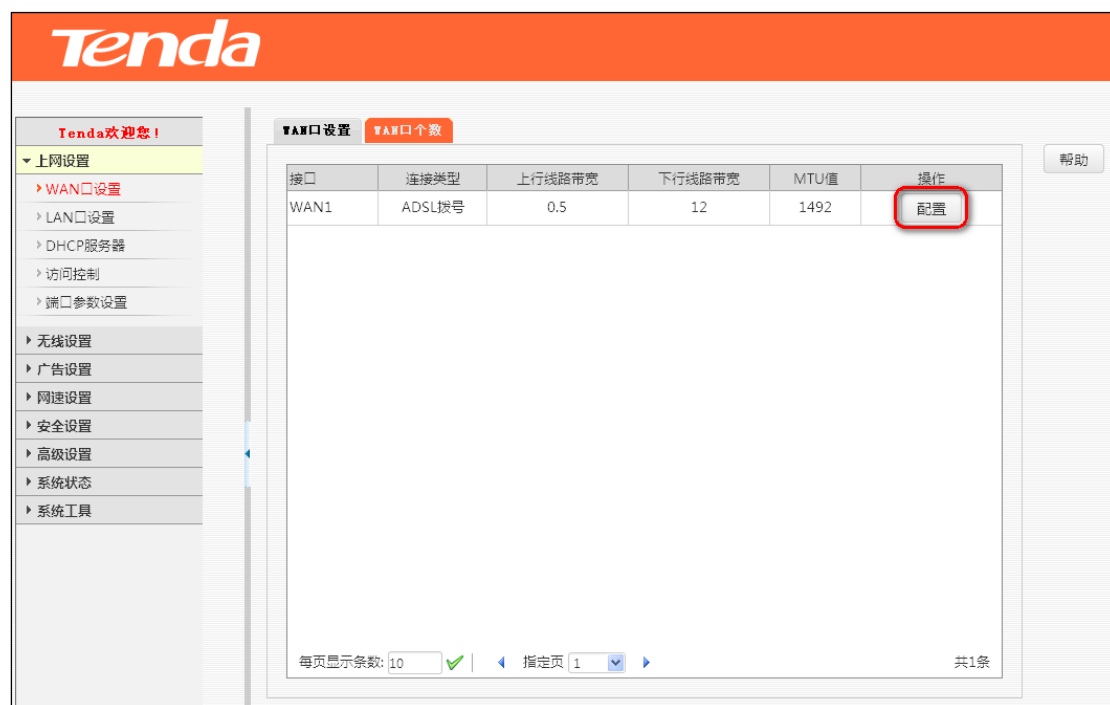 Tenda
Tenda欢迎您!
上网设置
WAN口设置
LAN口设置
DHCP服务器
访问控制
端口参数设置
无线设置
广告设置
网速设置
安全设置
高级设置
系统状态
系统工具
WAN口设置 WAN口个数
帮助
接口 连接类型 上行线路带宽 下行线路带宽 MTU值 操作
WAN1 ADSL拨号 0.5 12 1492 配置
每页显示条数: 10 指定页 1 共1条